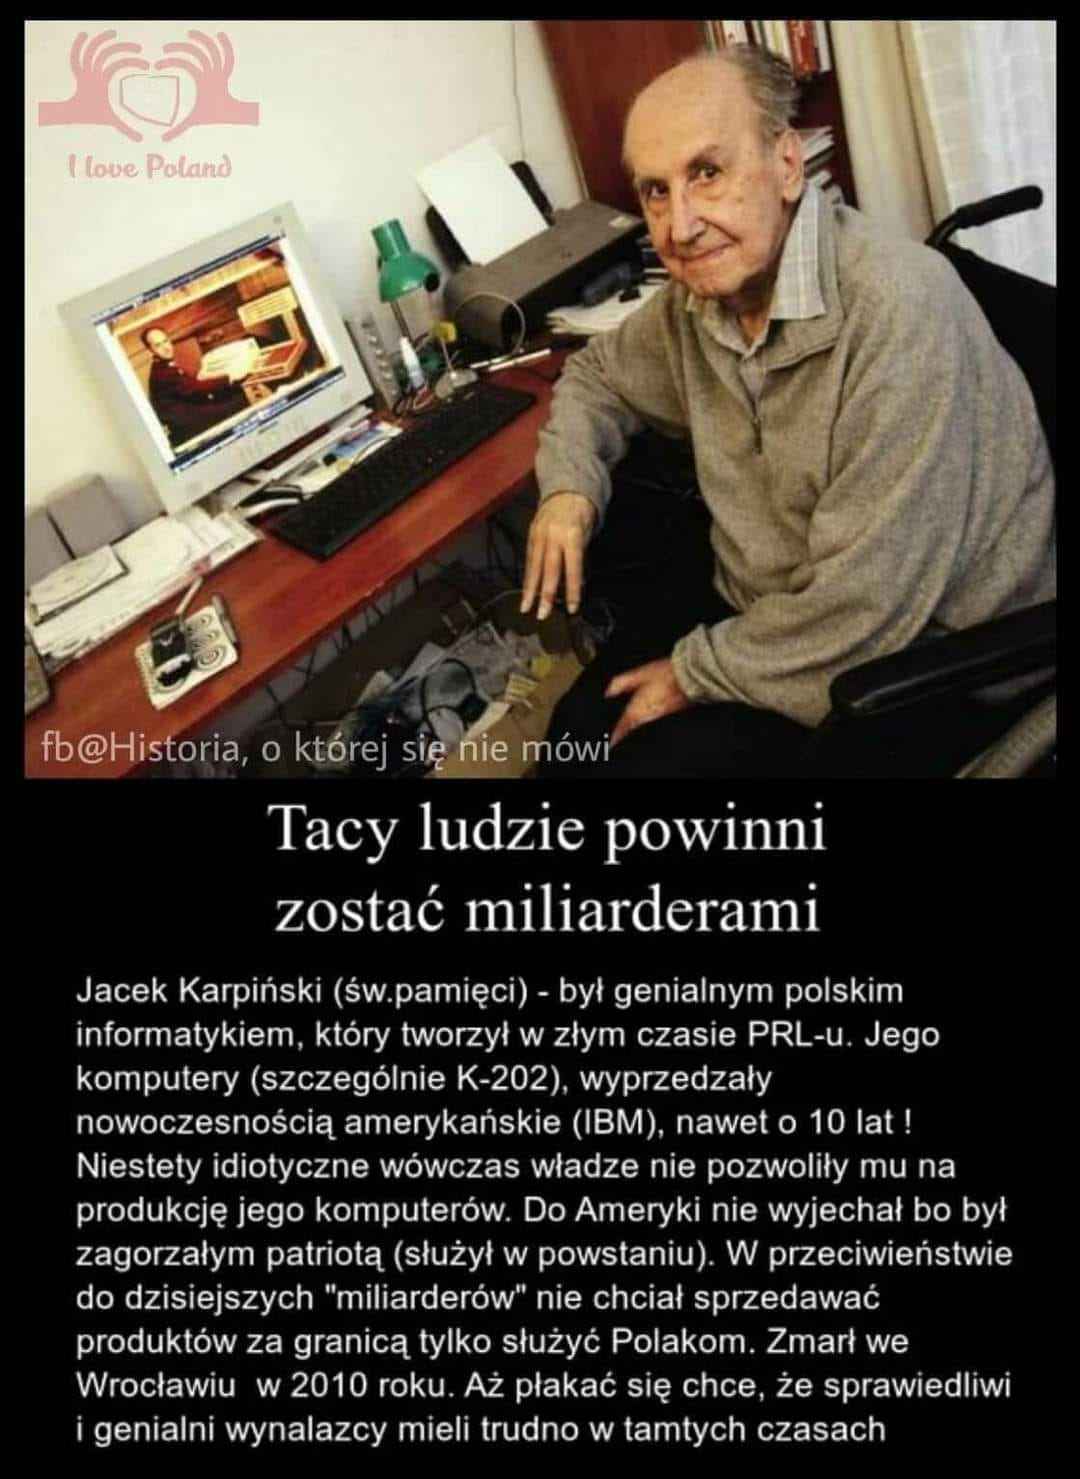 I love Poland
fb@Historia, o której się nie mówi
Tacy ludzie powinni
zostać miliarderami
Jacek Karpiński (św.pamięci) - był genialnym polskim
informatykiem, który tworzył w złym czasie PRL-u. Jego
komputery (szczególnie K-202), wyprzedzały
nowoczesnością amerykańskie (IBM), nawet o 10 lat !
Niestety idiotyczne wówczas władze nie pozwoliły mu na
produkcję jego komputerów. Do Ameryki nie wyjechał bo był
zagorzałym patriotą (służył w powstaniu). W przeciwieństwie
do dzisiejszych "miliarderów" nie chciał sprzedawać
produktów za granicą tylko służyć Polakom. Zmarł we
Wrocławiu w 2010 roku. Aż płakać się chce, że sprawiedliwi
i genialni wynalazcy mieli trudno w tamtych czasach